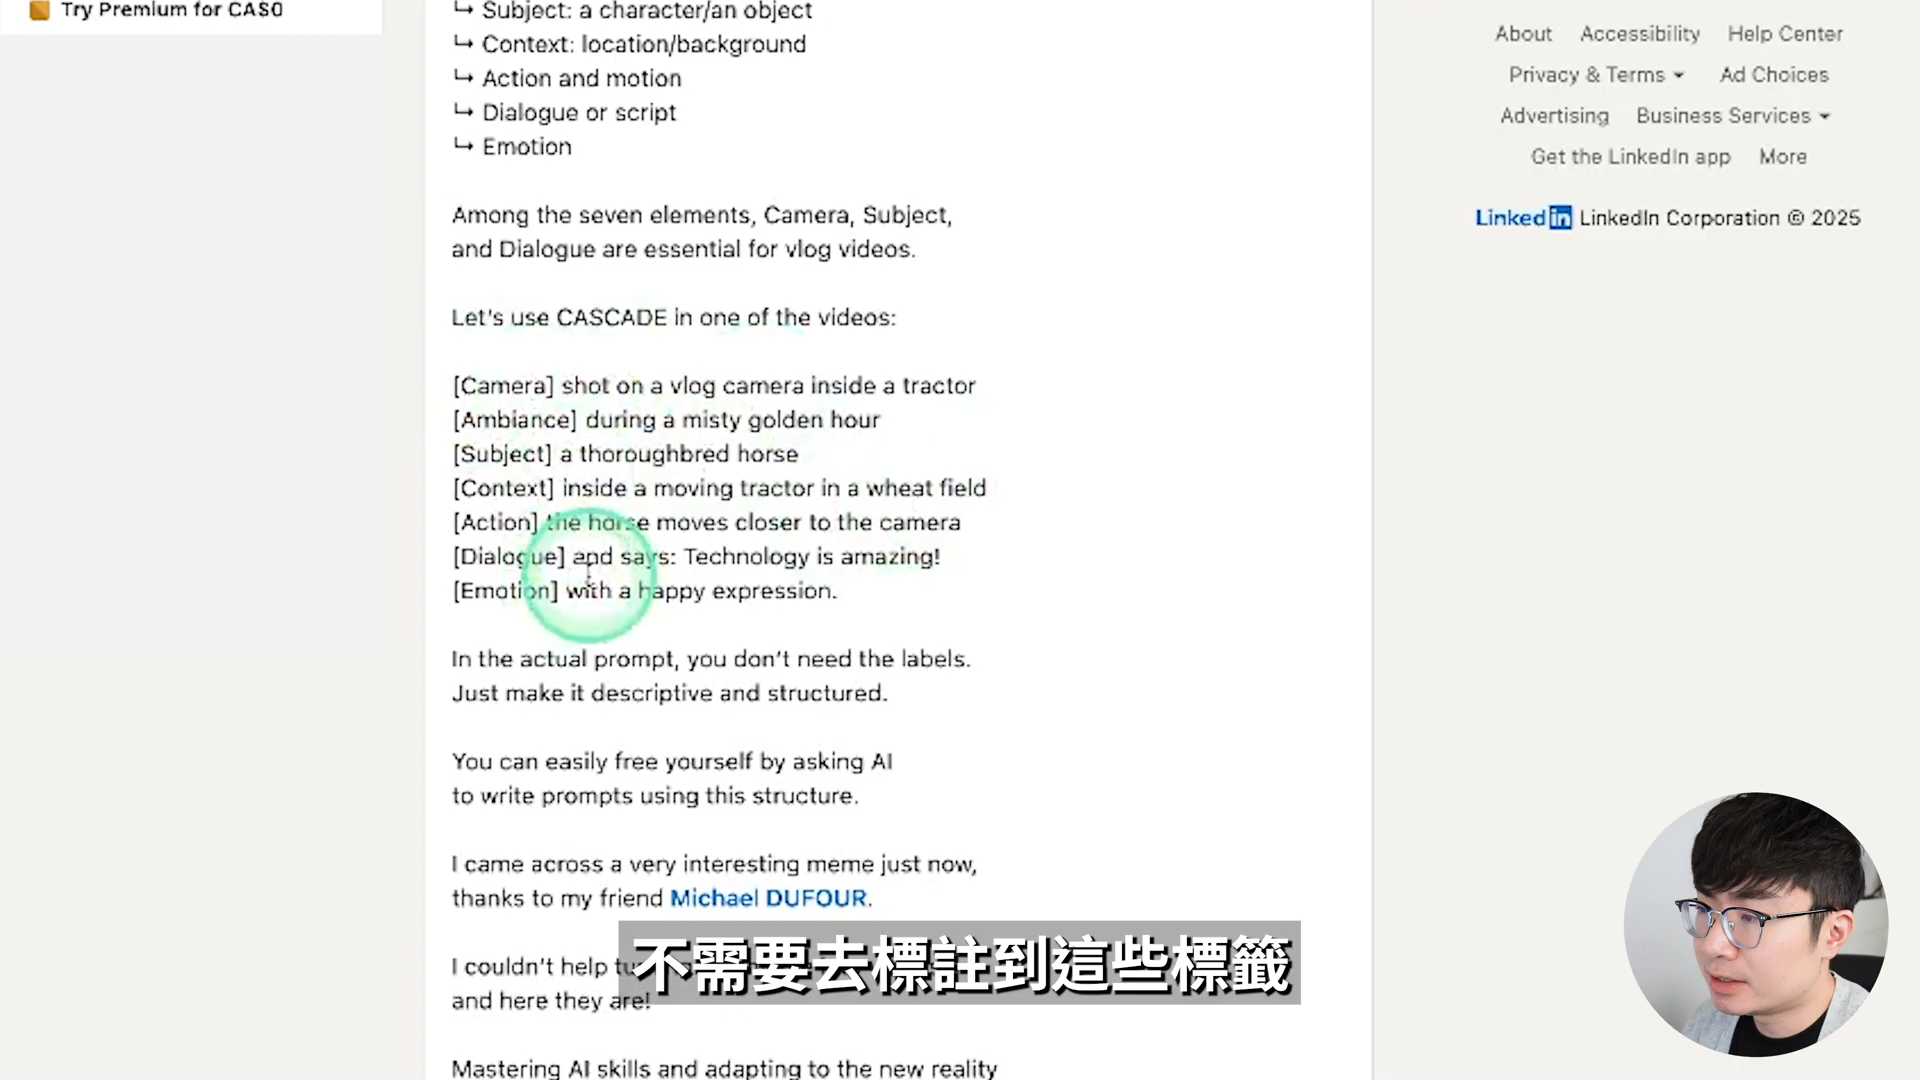 Try Premium for CAS0
↳ Subject: a character/an object
↳ Context: location/background
↳ Action and motion
↳ Dialogue or script
↳ Emotion
Among the seven elements, Camera, Subject,
and Dialogue are essential for vlog videos.
Let's use CASCADE in one of the videos:
[Camera] shot on a vlog camera inside a tractor
[Ambiance] during a misty golden hour
[Subject] a thoroughbred horse
[Context] inside a moving tractor in a wheat field
[Action] the horse moves closer to the camera
[Dialogue] and says: Technology is amazing!
[Emotion] with a happy expression.
In the actual prompt, you don't need the labels.
Just make it descriptive and structured.
You can easily free yourself by asking AI
to write prompts using this structure.
I came across a very interesting meme just now,
thanks to my friend Michael DUFOUR.
I couldn't help
and here they are!
Mastering AI skills and adapting to the new reality
About Accessibility Help Center
Privacy & Terms Ad Choices
Advertising Business Services
Get the LinkedIn app More
LinkedIn LinkedIn Corporation © 2025
不需要去標註到這些標籤